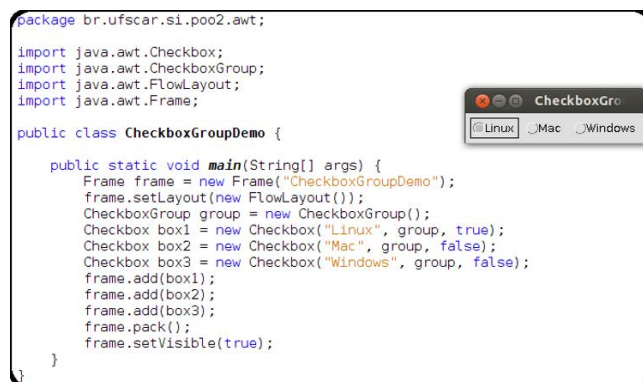 package br.ufscar.si.poo2.awt;
import java.awt.Checkbox;
import java.awt.CheckboxGroup;
import java.awt.FlowLayout;
import java.awt.Frame;
public class CheckboxGroupDemo {
public static void main(String[] args) {
Frame frame = new Frame("CheckboxGroupDemo");
frame.setLayout(new FlowLayout());
CheckboxGroup group = new CheckboxGroup();
Checkbox box1 = new Checkbox("Linux", group, true);
Checkbox box2 = new Checkbox("Mac", group, false);
Checkbox box3 = new Checkbox("Windows", group, false);
frame.add(box1);
frame.add(box2);
frame.add(box3);
frame.pack();
frame.setVisible(true);
}
}
CheckboxGro
Linux Mac Windows